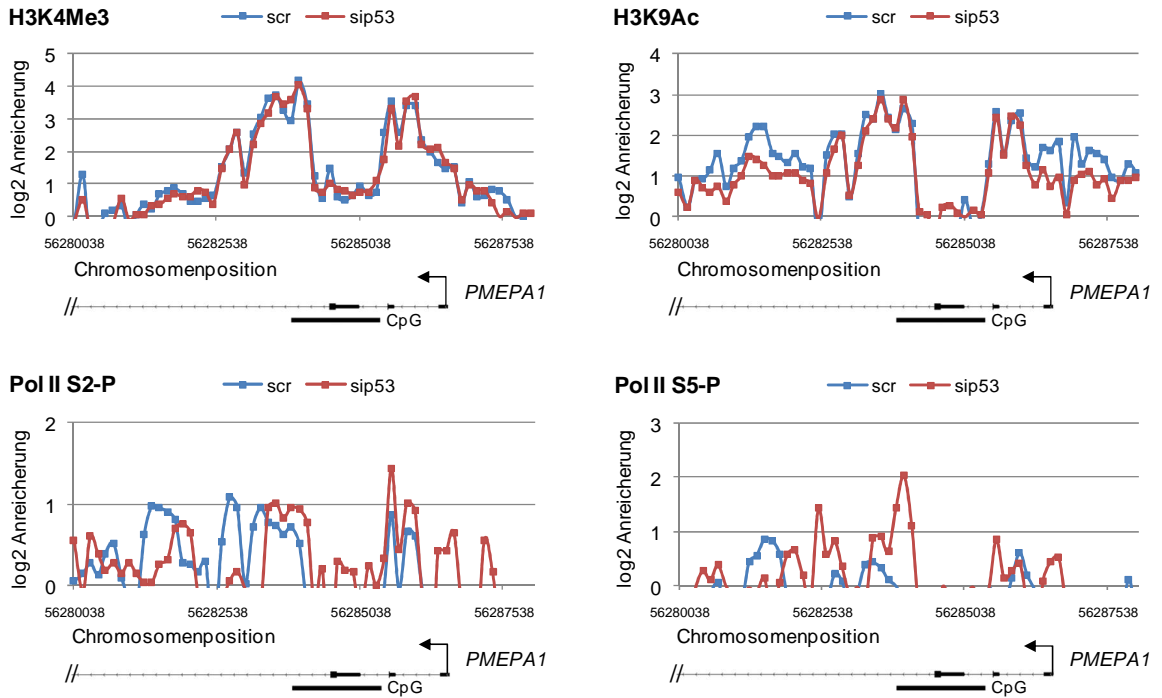 H3K4Me3
scr
sip53
log2 Anreicherung
5
4
3
2
1
0
56280038
56282538
56285038
56287538
Chromosomenposition
PMEPA1
CpG
H3K9Ac
scr
sip53
log2 Anreicherung
4
3
2
1
0
56280038
56282538
56285038
56287538
Chromosomenposition
PMEPA1
CpG
Pol II S2-P
scr
sip53
log2 Anreicherung
2
1
0
56280038
56282538
56285038
56287538
Chromosomenposition
PMEPA1
CpG
Pol II S5-P
scr
sip53
log2 Anreicherung
3
2
1
0
56280038
56282538
56285038
56287538
Chromosomenposition
PMEPA1
CpG